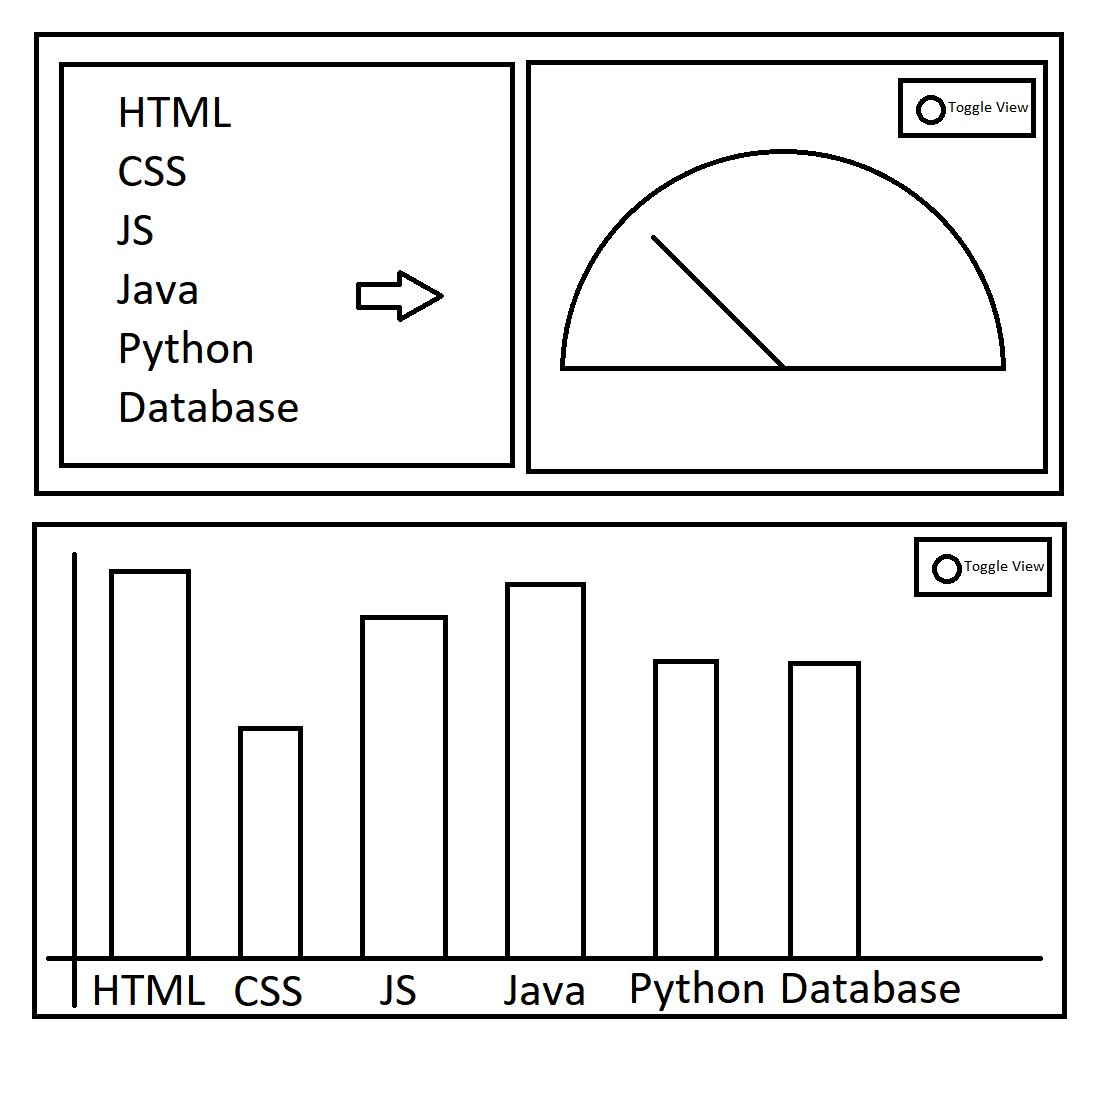 HTML
CSS
JS
Java
Python
Database
Toggle View
Toggle View
HTML CSS JS Java Python Database